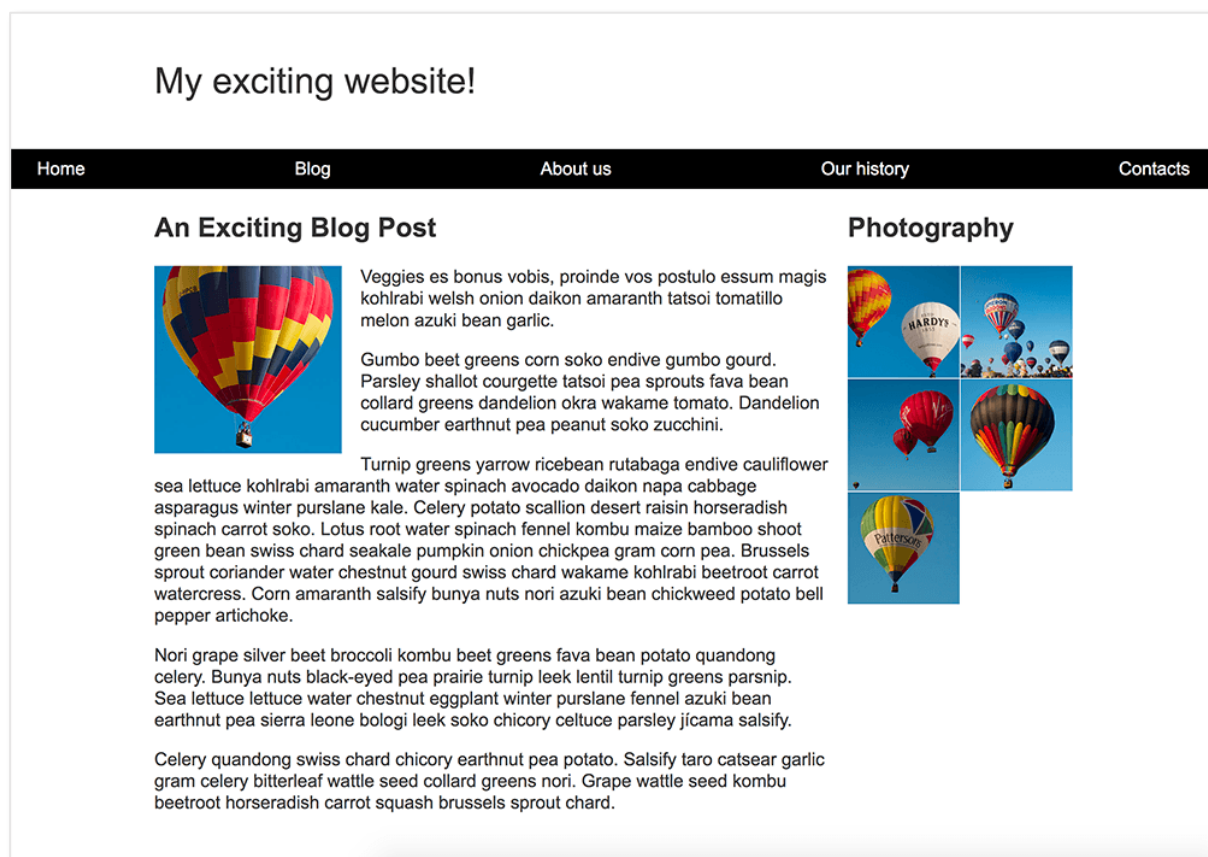 My exciting website!
Home Blog About us Our history Contacts
An Exciting Blog Post
Veggies es bonus vobis, proinde vos postulo essum magis
kohlrabi welsh onion daikon amaranth tatsoi tomatillo
melon azuki bean garlic.
Gumbo beet greens corn soko endive gumbo gourd.
Parsley shallot courgette tatsoi pea sprouts fava bean
collard greens dandelion okra wakame tomato. Dandelion
cucumber earthnut pea peanut soko zucchini.
Turnip greens yarrow ricebean rutabaga endive cauliflower
sea lettuce kohlrabi amaranth water spinach avocado daikon napa cabbage
asparagus winter purslane kale. Celery potato scallion desert raisin horseradish
spinach carrot soko. Lotus root water spinach fennel kombu maize bamboo shoot
green bean swiss chard seakale pumpkin onion chickpea gram corn pea. Brussels
sprout coriander water chestnut gourd swiss chard wakame kohlrabi beetroot carrot
watercress. Corn amaranth salsify bunya nuts nori azuki bean chickweed potato bell
pepper artichoke.
Nori grape silver beet broccoli kombu beet greens fava bean potato quandong
celery. Bunya nuts black-eyed pea prairie turnip leek lentil turnip greens parsnip.
Sea lettuce lettuce water chestnut eggplant winter purslane fennel azuki bean
earthnut pea sierra leone bologi leek soko chicory celtuce parsley jícama salsify.
Celery quandong swiss chard chicory earthnut pea potato. Salsify taro catsear garlic
gram celery bitterleaf wattle seed collard greens nori. Grape wattle seed kombu
beetroot horseradish carrot squash brussels sprout chard.
Photography
HARDYS
Pattersons